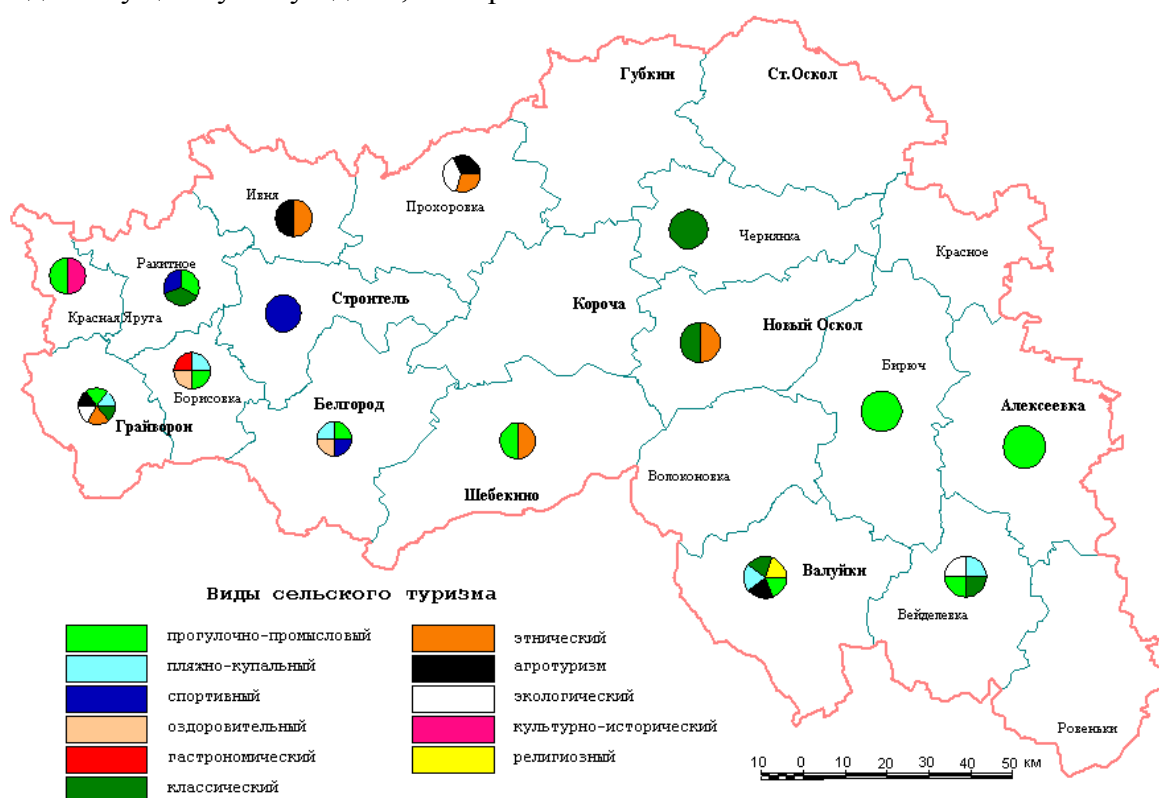 Губкин
Ст.Оскол
Ивня
Прохоровка
Чернянка
Красное
Ракитное
Строитель
Короча
Новый Оскол
Красная Яруга
Бирюч
Борисовка
Белгород
Алексеевка
Грайворон
Шебекино
Волоконовка
Валуйки
Вейделевка
Ровеньки
Виды сельского туризма
прогулочно-промысловый
пляжно-купальный
спортивный
оздоровительный
гастрономический
классический
этнический
агротуризм
экологический
культурно-исторический
религиозный
10 0 10 20 30 40 50 км